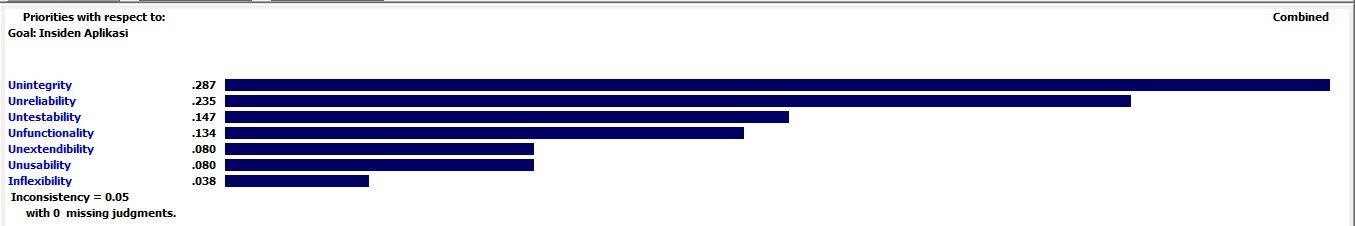 Priorities with respect to: Combined
Goal: Insiden Aplikasi
Unintegrity .287
Unreliability .235
Untestability .147
Unfunctionality .134
Unextendibility .080
Unusability .080
Inflexibility .038
Inconsistency = 0.05
with 0 missing judgments.